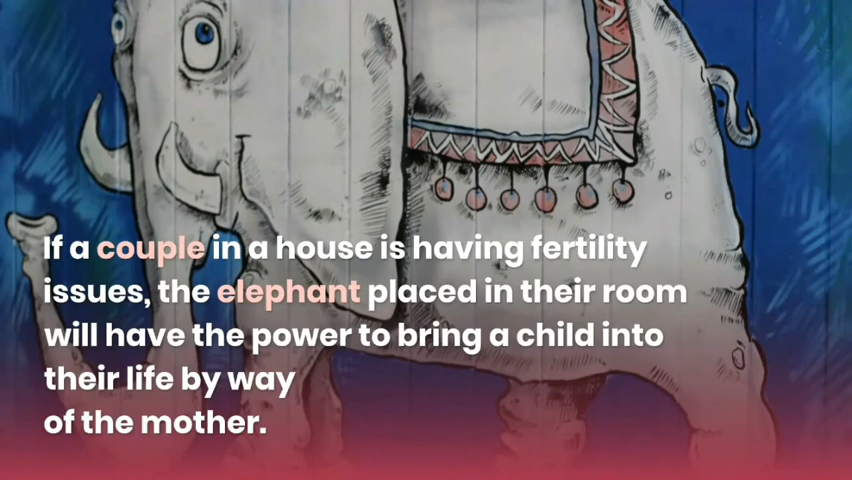 If a couple in a house is having fertility
issues, the elephant placed in their room
will have the power to bring a child into
their life by way
of the mother.